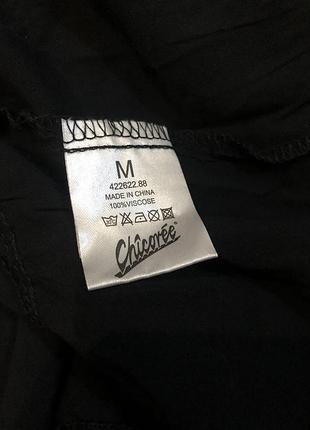 M
422622.88
MADE IN CHINA
100%VISCOSE
Chicorée